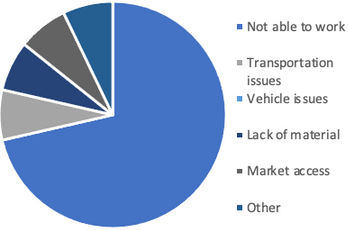 Not able to work
Transportation
issues
Vehicle issues
Lack of material
Market access
Other